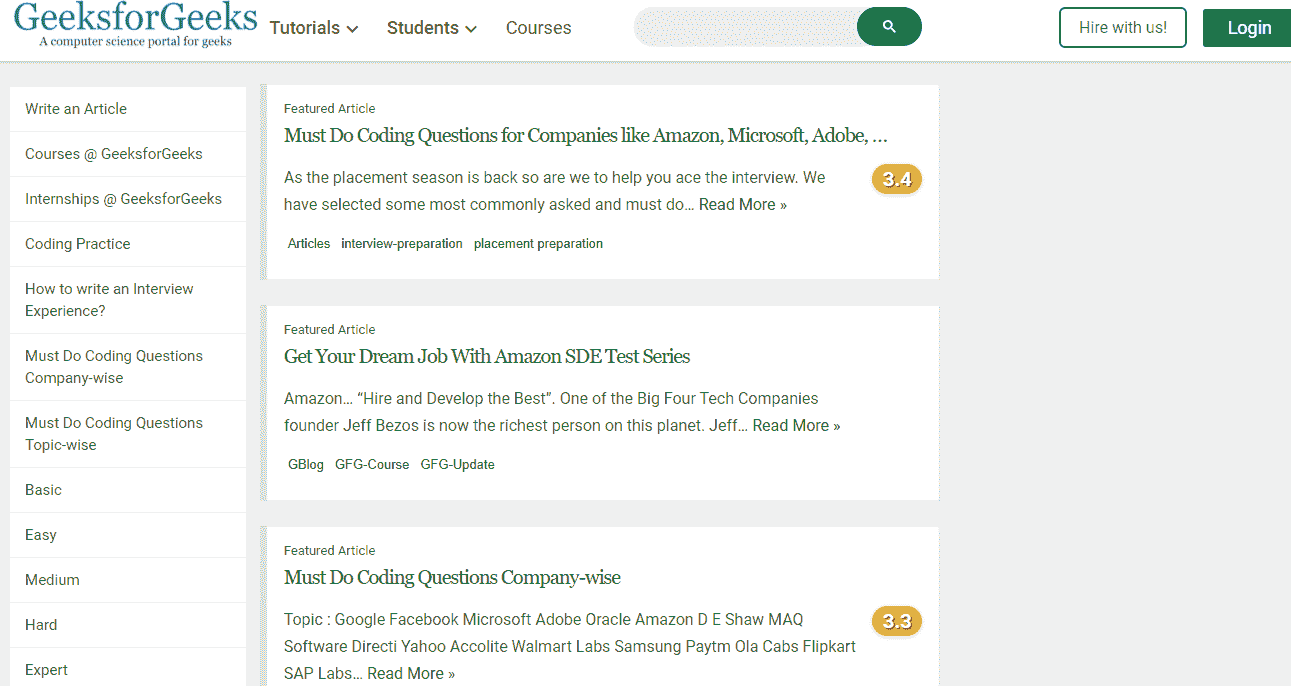 GeeksforGeeks
A computer science portal for geeks
Tutorials
Students
Courses
Hire with us!
Login
Write an Article
Courses @ GeeksforGeeks
Internships @ GeeksforGeeks
Coding Practice
How to write an Interview
Experience?
Must Do Coding Questions
Company-wise
Must Do Coding Questions
Topic-wise
Basic
Easy
Medium
Hard
Expert
Featured Article
Must Do Coding Questions for Companies like Amazon, Microsoft, Adobe, …
As the placement season is back so are we to help you ace the interview. We
have selected some most commonly asked and must do… Read More »
3.4
Articles interview-preparation placement preparation
Featured Article
Get Your Dream Job With Amazon SDE Test Series
Amazon… “Hire and Develop the Best”. One of the Big Four Tech Companies
founder Jeff Bezos is now the richest person on this planet. Jeff… Read More »
GBlog GFG-Course GFG-Update
Featured Article
Must Do Coding Questions Company-wise
Topic : Google Facebook Microsoft Adobe Oracle Amazon D E Shaw MAQ
Software Directi Yahoo Accolite Walmart Labs Samsung Paytm Ola Cabs Flipkart
SAP Labs… Read More »
3.3